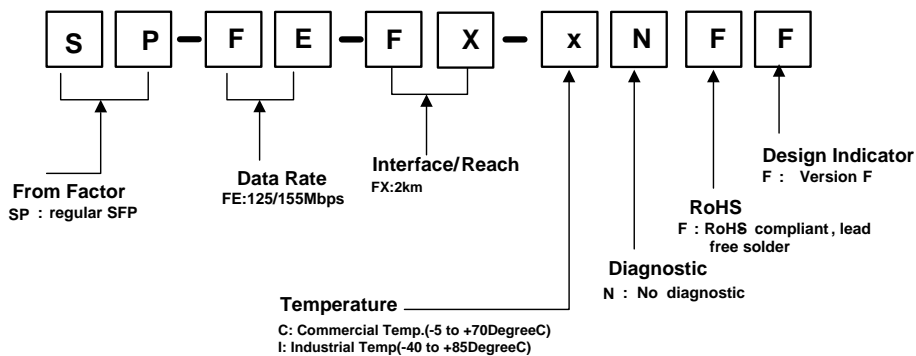 S P - F E - F X - x N F F
From Factor
SP : regular SFP
Data Rate
FE:125/155Mbps
Interface/Reach
FX:2km
Temperature
C: Commercial Temp.(-5 to +70DegreeC)
I: Industrial Temp(-40 to +85DegreeC)
Diagnostic
N : No diagnostic
RoHS
F : RoHS compliant, lead
free solder
Design Indicator
F : Version F